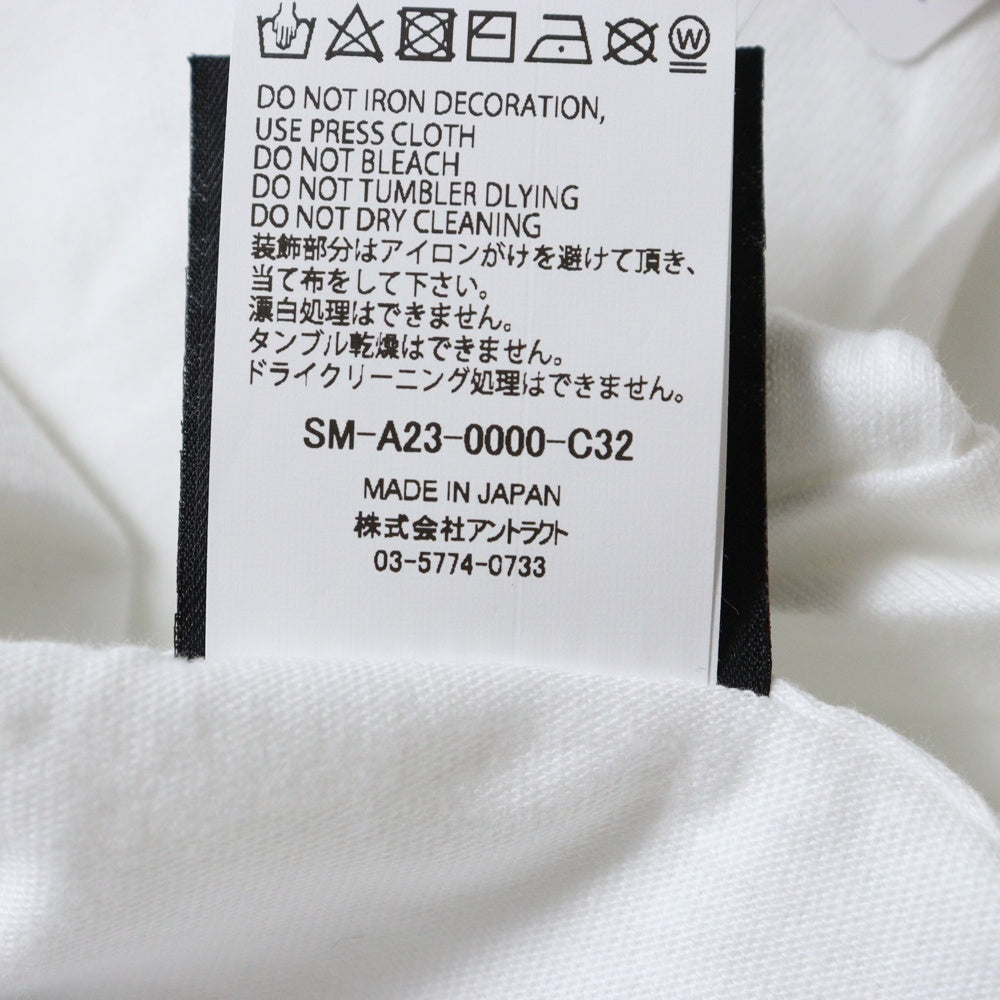 W
DO NOT IRON DECORATION,
USE PRESS CLOTH
DO NOT BLEACH
DO NOT TUMBLER DLYING
DO NOT DRY CLEANING
装飾部分はアイロンがけを避けて頂き、
当て布をして下さい。
漂白処理はできません。
タンブル乾燥はできません。
ドライクリーニング処理はできません。
SM-A23-0000-C32
MADE IN JAPAN
株式会社アントラクト
03-5774-0733